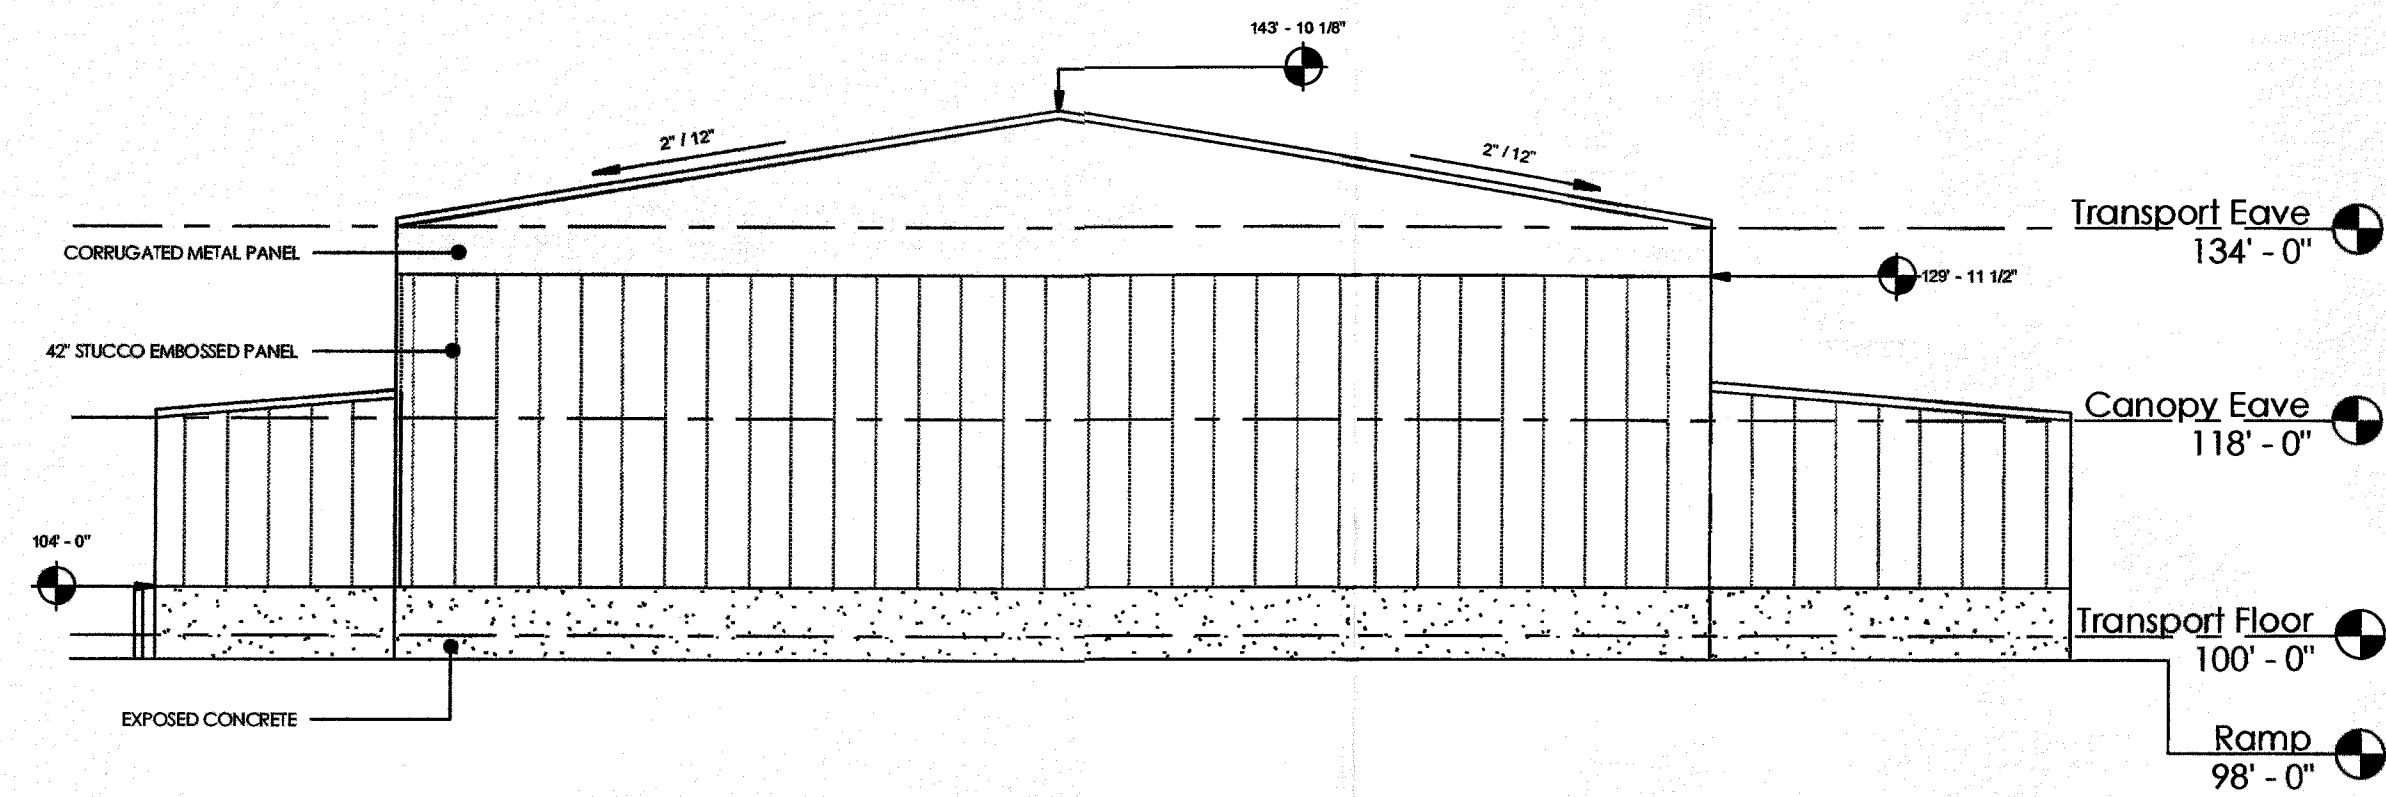 143' - 10 1/8"
2" / 12"
2" / 12"
Transport Eave
134' - 0"
CORRUGATED METAL PANEL
129' - 11 1/2"
42" STUCCO EMBOSSED PANEL
Canopy Eave
118' - 0"
104' - 0"
Transport Floor
100' - 0"
EXPOSED CONCRETE
Ramp
98' - 0"